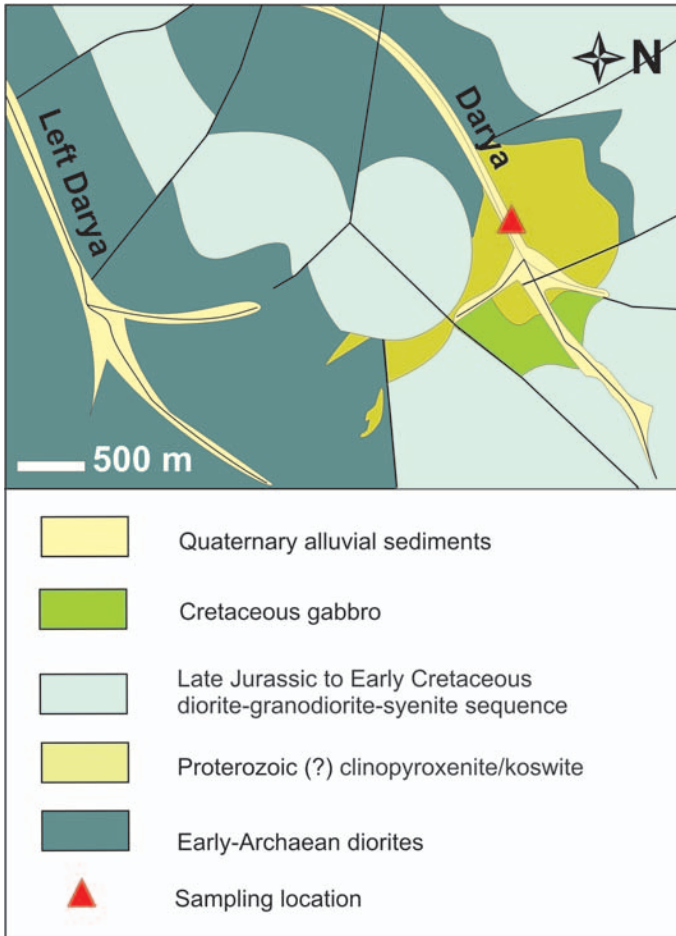 N
Darya
Left Darya
500 m
Quaternary alluvial sediments
Cretaceous gabbro
Late Jurassic to Early Cretaceous
diorite-granodiorite-syenite sequence
Proterozoic (?) clinopyroxenite/koswite
Early-Archaean diorites
Sampling location